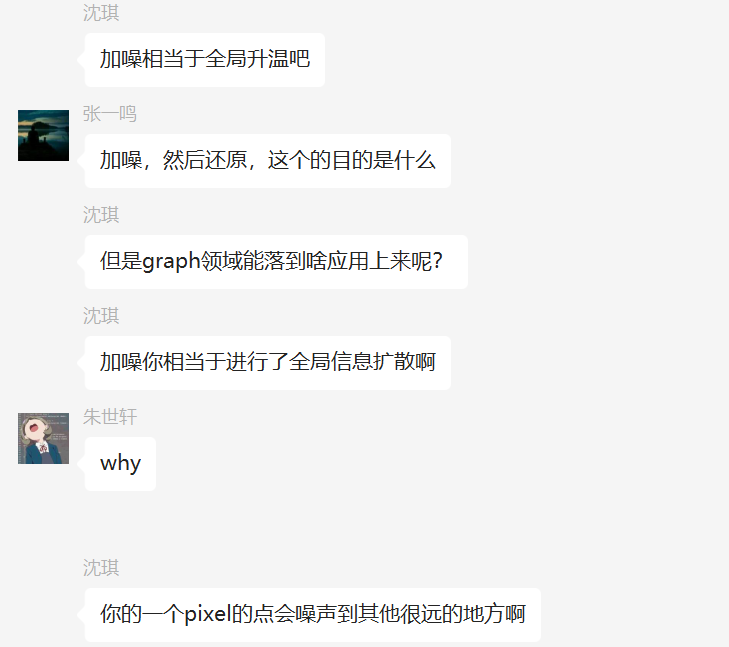 沈琪
加噪相当于全局升温吧
张一鸣
加噪，然后还原，这个的目的是什么
沈琪
但是graph领域能落到啥应用上来呢？
沈琪
加噪你相当于进行了全局信息扩散啊
朱世轩
why
沈琪
你的一个pixel的点会噪声到其他很远的地方啊